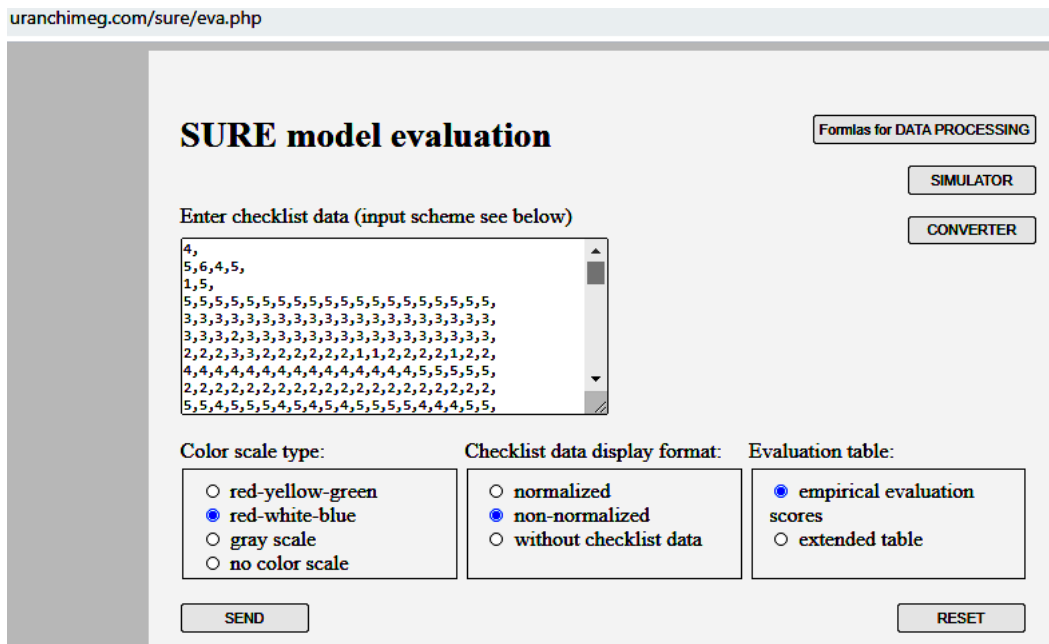 uranchimeg.com/sure/eva.php
SURE model evaluation
Formlas for DATA PROCESSING
SIMULATOR
CONVERTER
Enter checklist data (input scheme see below)
4,
5,6,4,5,
1,5,
5,5,5,5,5,5,5,5,5,5,5,5,5,5,5,5,5,5,5,5,
3,3,3,3,3,3,3,3,3,3,3,3,3,3,3,3,3,3,3,3,
3,3,3,2,3,3,3,3,3,3,3,3,3,3,3,3,3,3,3,3,
2,2,2,3,3,2,2,2,2,2,2,1,1,2,2,2,2,1,2,2,
4,4,4,4,4,4,4,4,4,4,4,4,4,4,4,5,5,5,5,5,
2,2,2,2,2,2,2,2,2,2,2,2,2,2,2,2,2,2,2,2,
5,5,4,5,5,5,4,5,4,5,4,5,5,5,5,4,4,4,5,5,
Color scale type:
red-yellow-green
red-white-blue
gray scale
no color scale
Checklist data display format:
normalized
non-normalized
without checklist data
Evaluation table:
empirical evaluation
scores
extended table
SEND
RESET